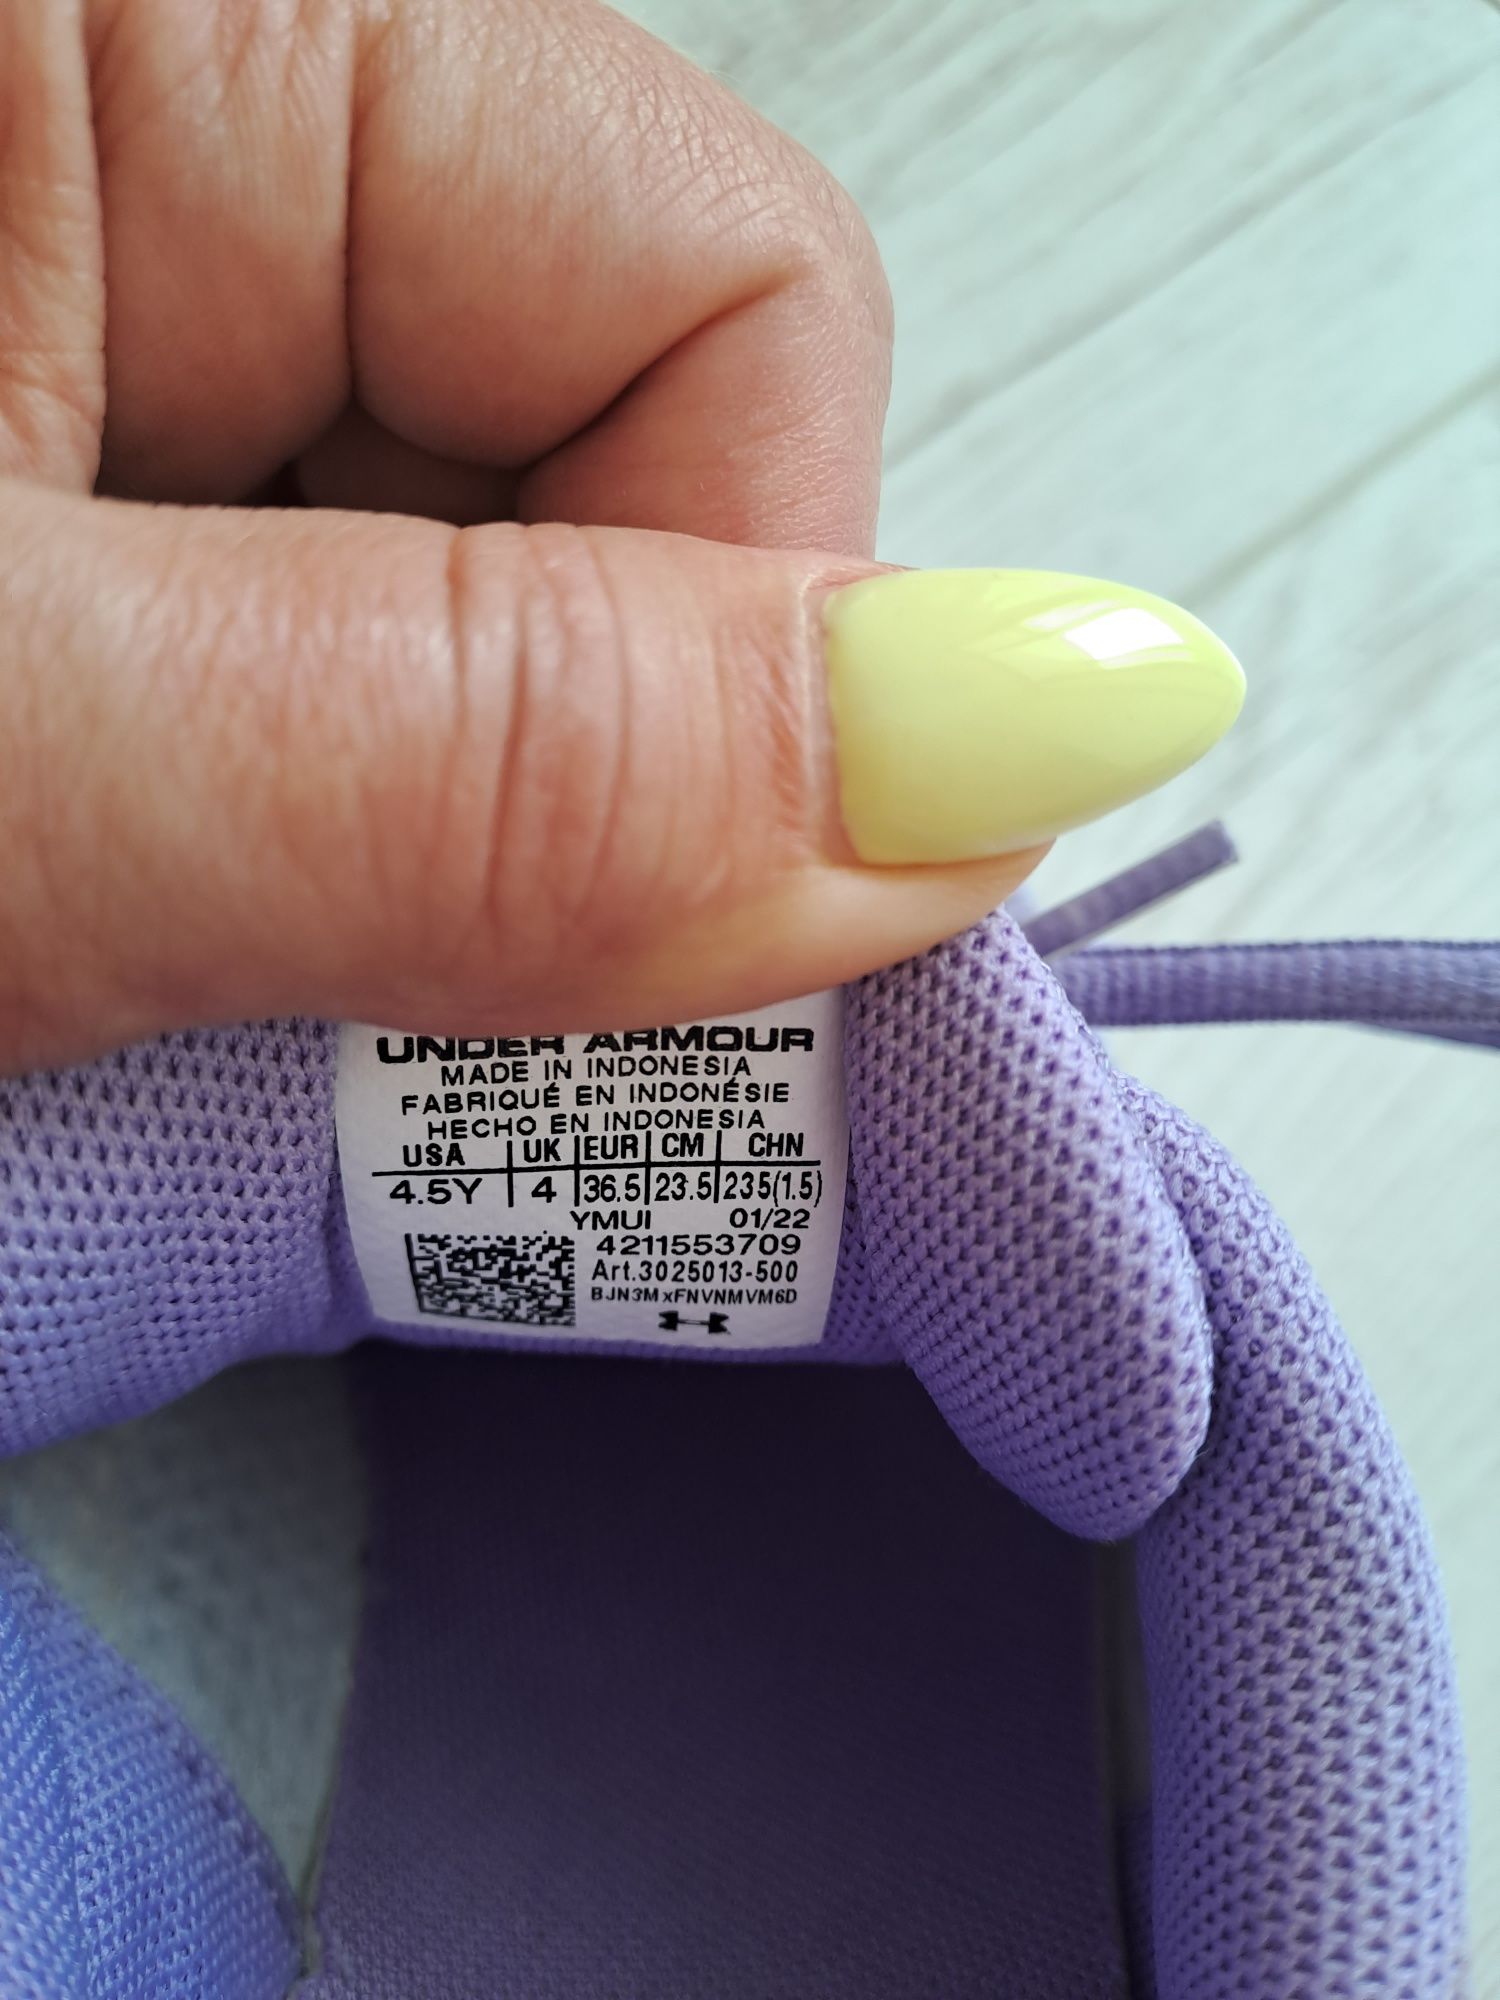 UNDER ARMOUR
MADE IN INDONESIA
FABRIQUÉ EN INDONÉSIE
HECHO EN INDONESIA
USA UK EUR CM CHN
4.5Y 4 36.5 23.5 235(1.5)
YMUI 01/22
4211553709
Art.3025013-500
BJN3MxFNVNMVM6D